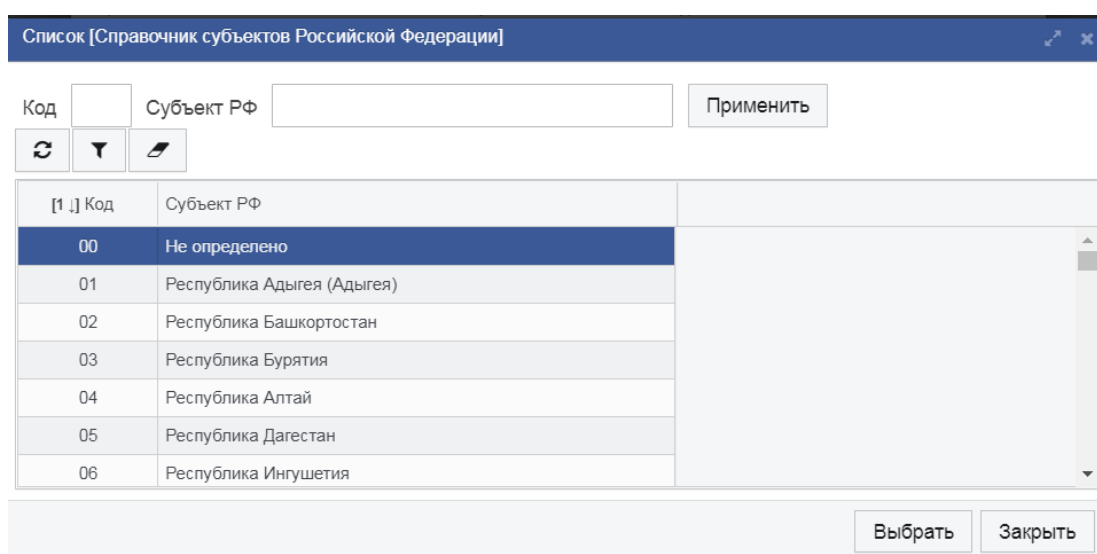 Список [Справочник субъектов Российской Федерации]
Код Субъект РФ Применить
[1 ↓] Код Субъект РФ
00 Не определено
01 Республика Адыгея (Адыгея)
02 Республика Башкортостан
03 Республика Бурятия
04 Республика Алтай
05 Республика Дагестан
06 Республика Ингушетия
Выбрать Закрыть